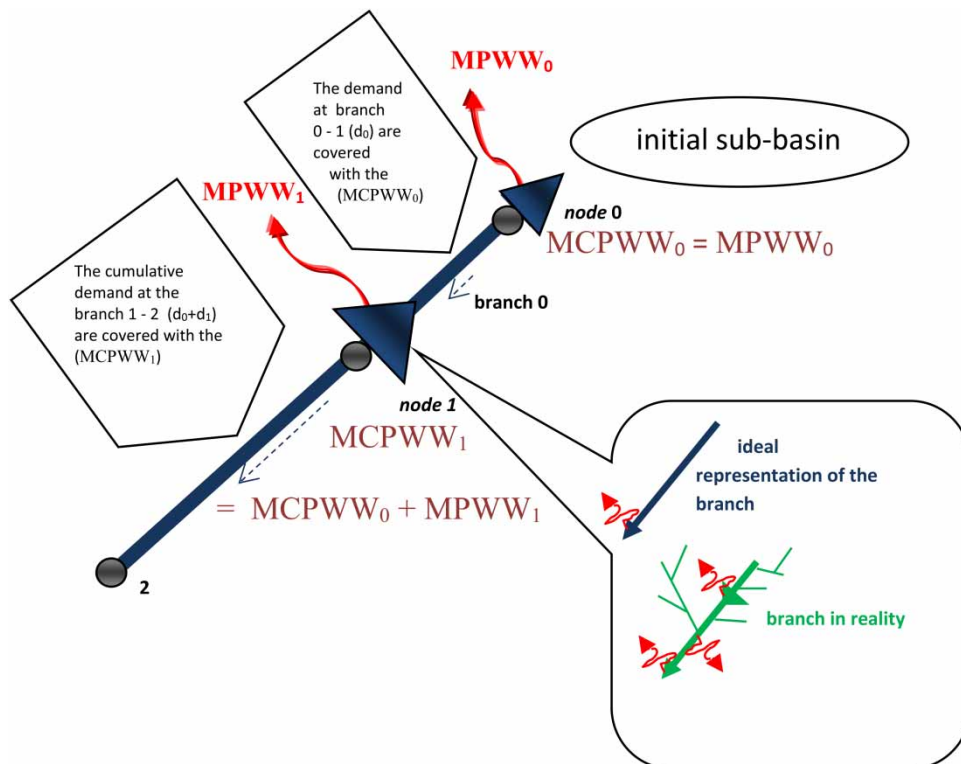 MPWW₀
The demand
at branch
0 - 1 (d₀) are
covered
with the
(MCPWW₀)
initial sub-basin
MPWW₁
node 0
MCPWW₀ = MPWW₀
The cumulative
demand at the
branch 1 - 2 (d₀+d₁)
are covered with the
(MCPWW₁)
branch 0
node 1
MCPWW₁
= MCPWW₀ + MPWW₁
2
ideal
representation of the
branch
branch in reality